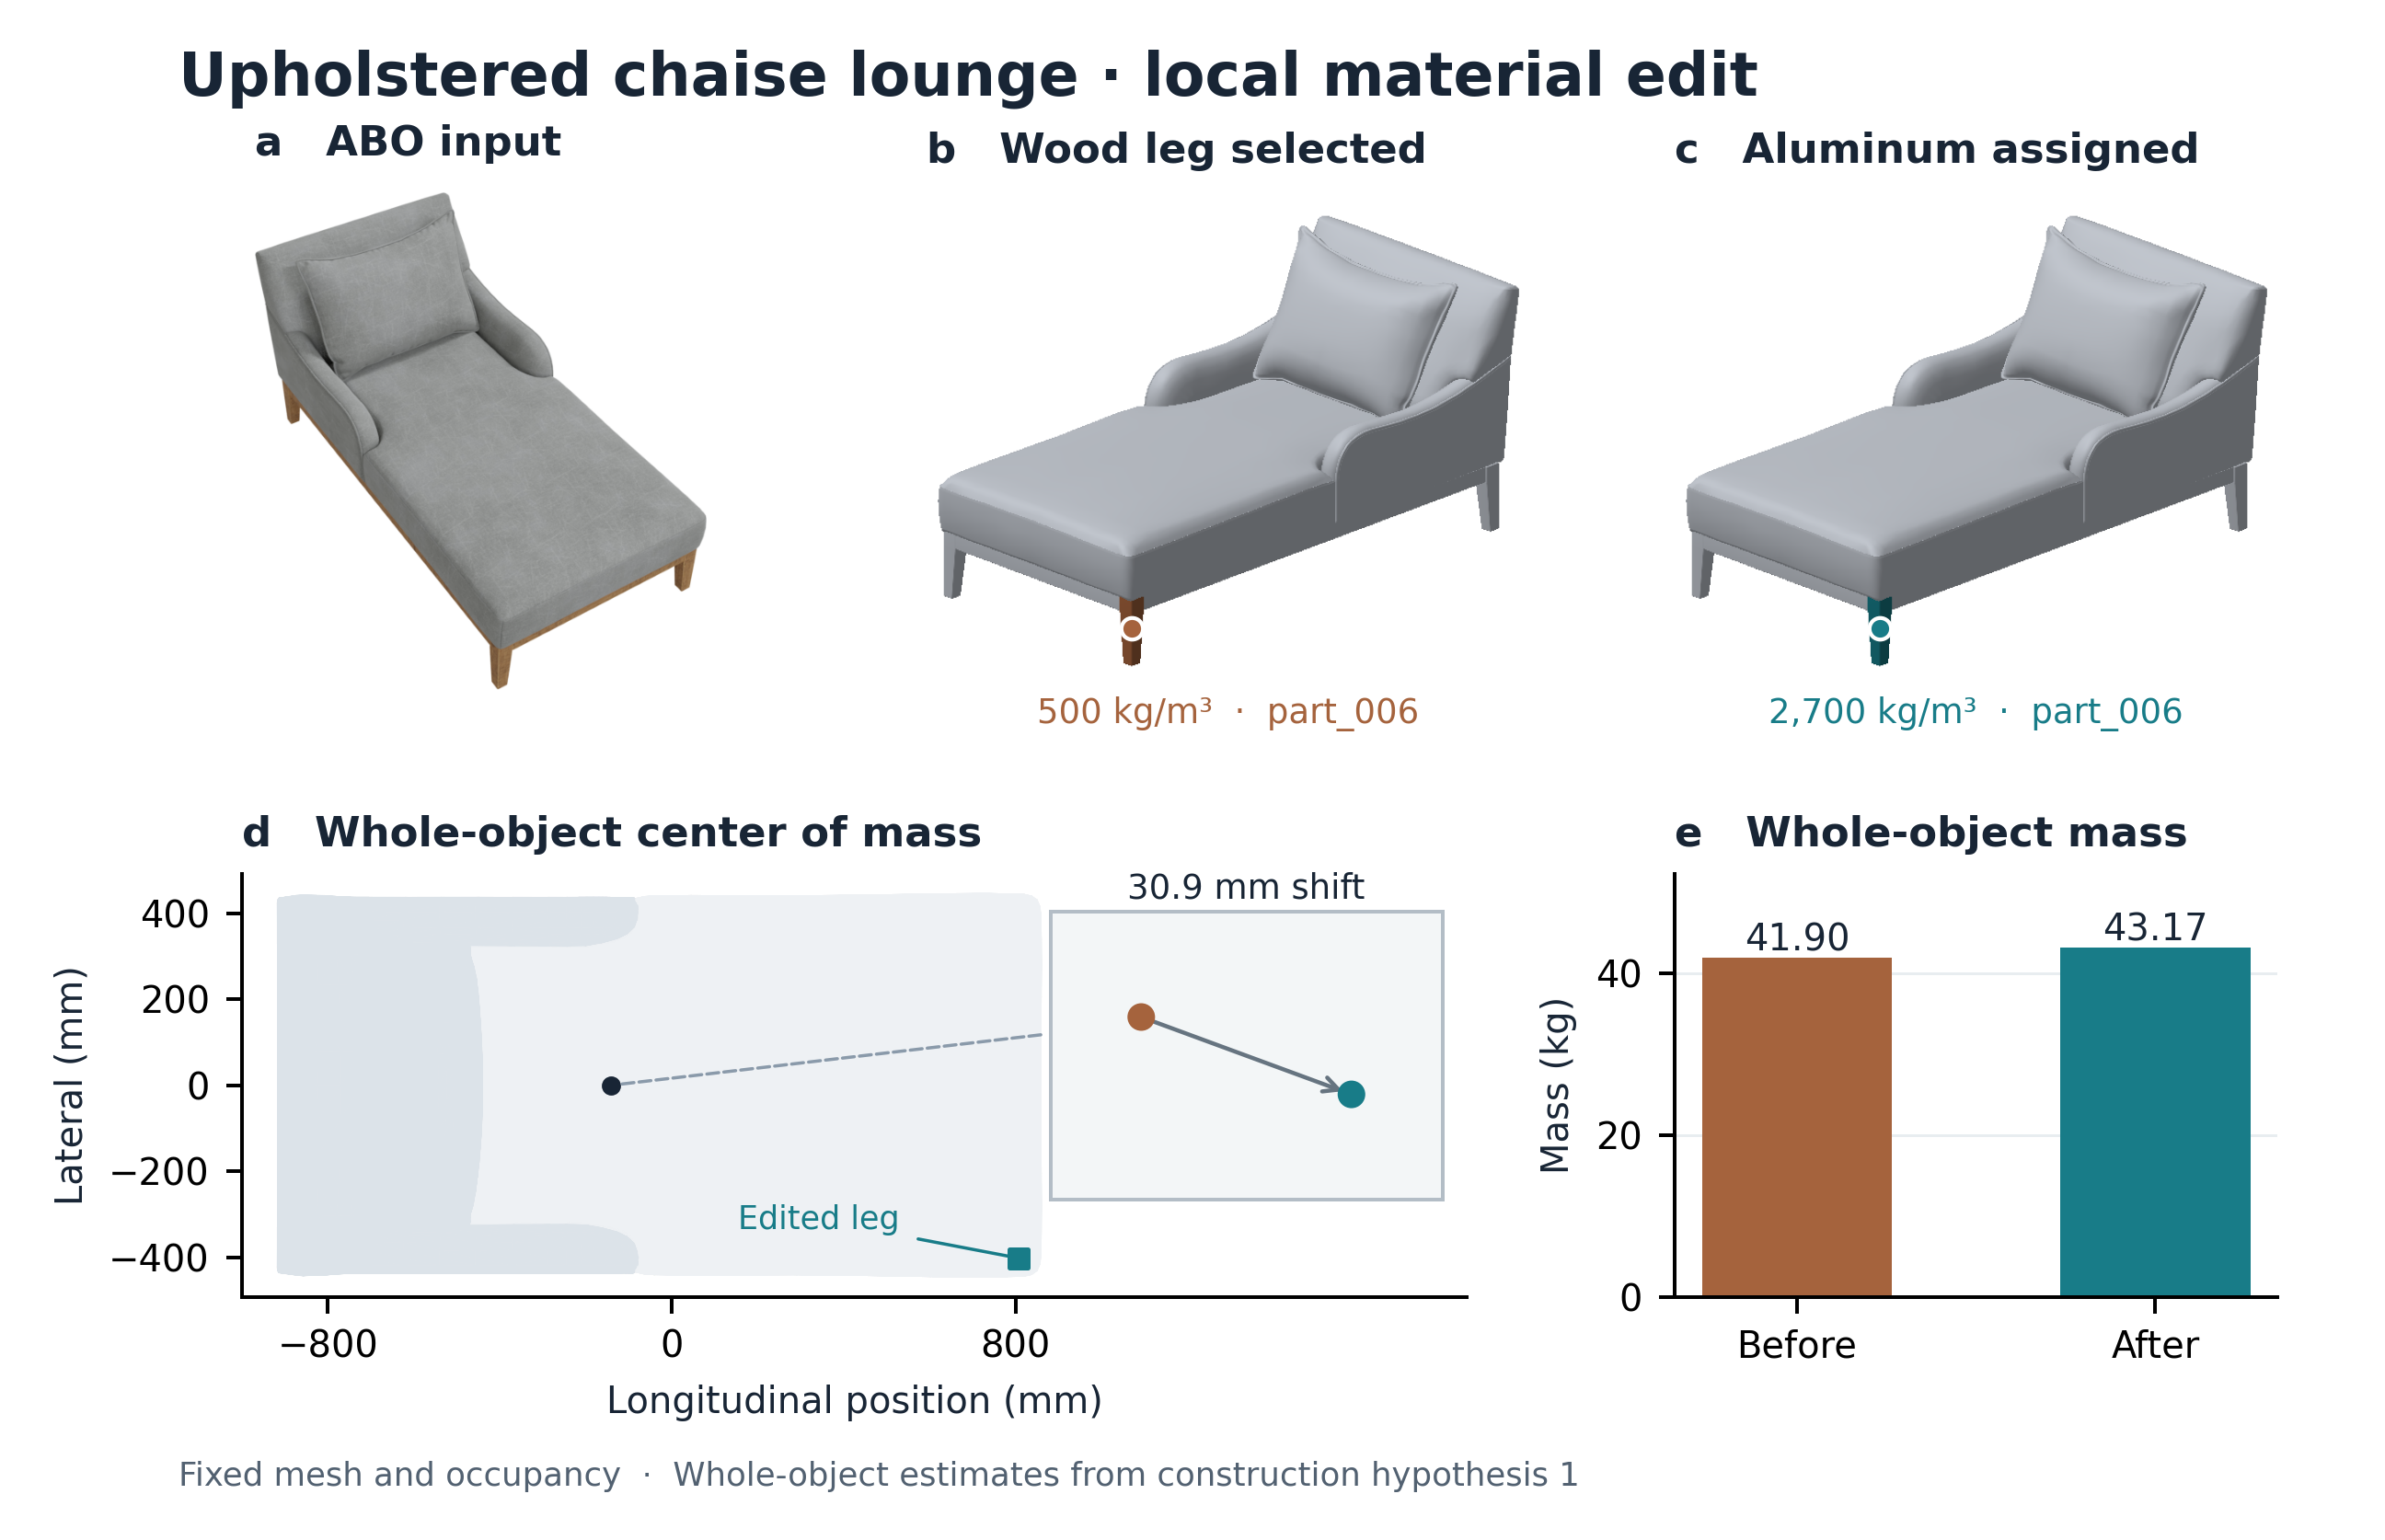 Upholstered chaise lounge · local material edit
a ABO input
b Wood leg selected
c Aluminum assigned
500 kg/m³ · part_006
2,700 kg/m³ · part_006
d Whole-object center of mass
30.9 mm shift
400
200
0
−200
−400
Lateral (mm)
Edited leg
−800
0
800
Longitudinal position (mm)
e Whole-object mass
41.90
43.17
40
20
0
Mass (kg)
Before
After
Fixed mesh and occupancy · Whole-object estimates from construction hypothesis 1